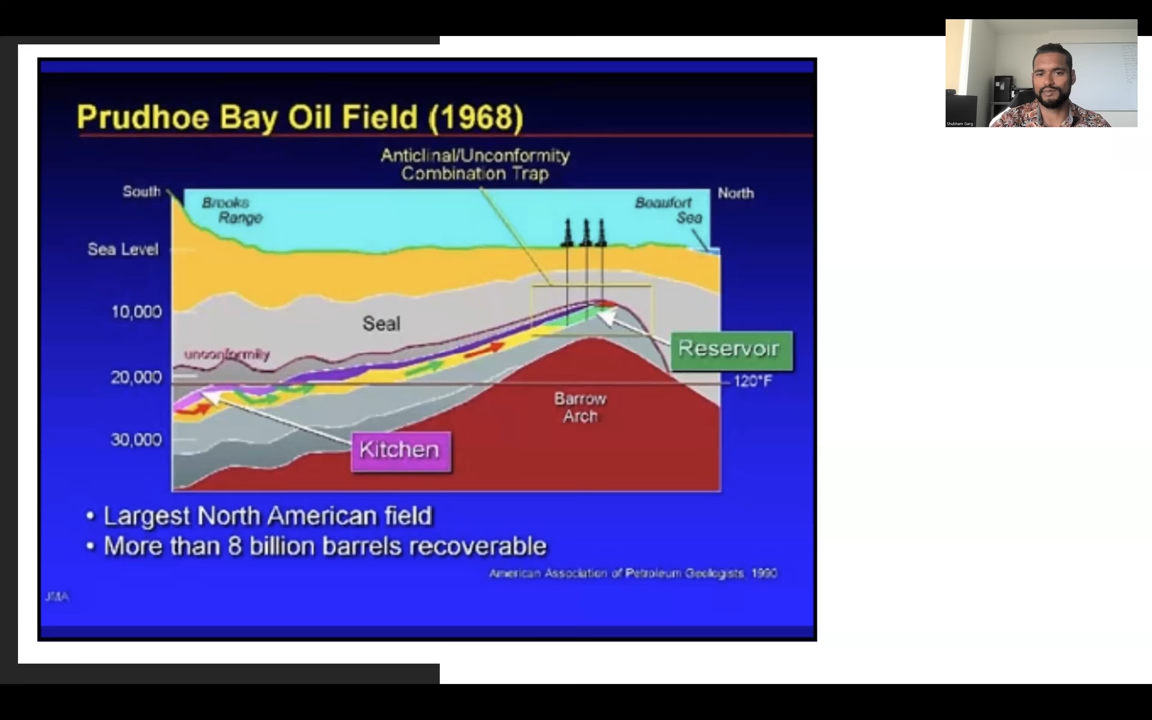 Prudhoe Bay Oil Field (1968)
Anticlinal/Unconformity
Combination Trap
South
North
Brooks
Range
Beaufort
Sea
Sea Level
10,000
Seal
unconformity
Reservoir
20,000
120°F
Barrow
Arch
30,000
Kitchen
• Largest North American field
• More than 8 billion barrels recoverable
American Association of Petroleum Geologists, 1990
JMA